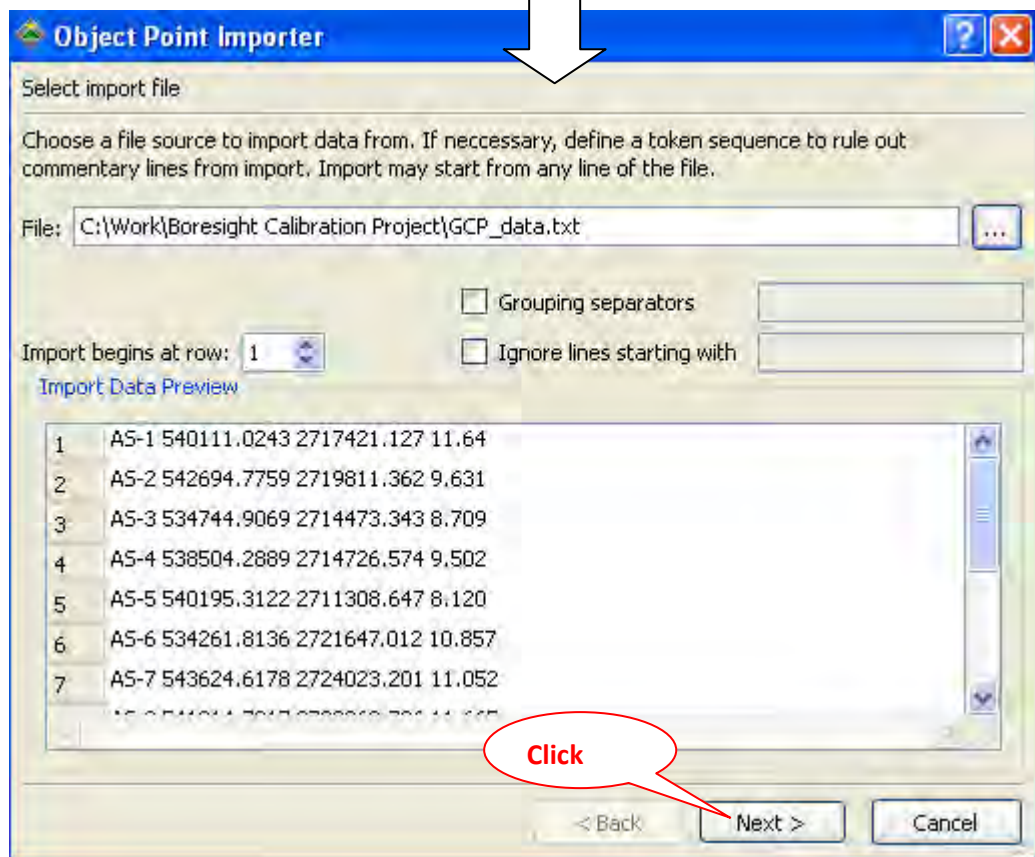 Object Point Importer
Select import file
Choose a file source to import data from. If neccessary, define a token sequence to rule out
commentary lines from import. Import may start from any line of the file.
File: C:\Work\Boresight Calibration Project\GCP_data.txt ...
Grouping separators
Import begins at row: 1 Ignore lines starting with
Import Data Preview
1 AS-1 540111.0243 2717421.127 11.64
2 AS-2 542694.7759 2719811.362 9.631
3 AS-3 534744.9069 2714473.343 8.709
4 AS-4 538504.2889 2714726.574 9.502
5 AS-5 540195.3122 2711308.647 8.120
6 AS-6 534261.8136 2721647.012 10.857
7 AS-7 543624.6178 2724023.201 11.052
Click
< Back Next > Cancel